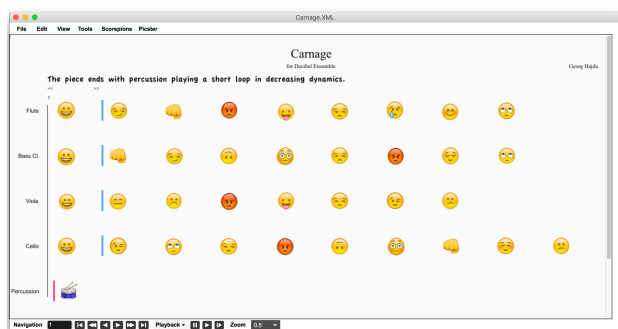 Carnage.XML
File Edit View Tools Scorepions Picster
Carnage
for Decibel Ensemble
Georg Hajdu
The piece ends with percussion playing a short loop in decreasing dynamics.
<< >>
1
Flute
Bass Cl.
Viola
Cello
Percussion
Navigation 1 Playback Zoom 0.5